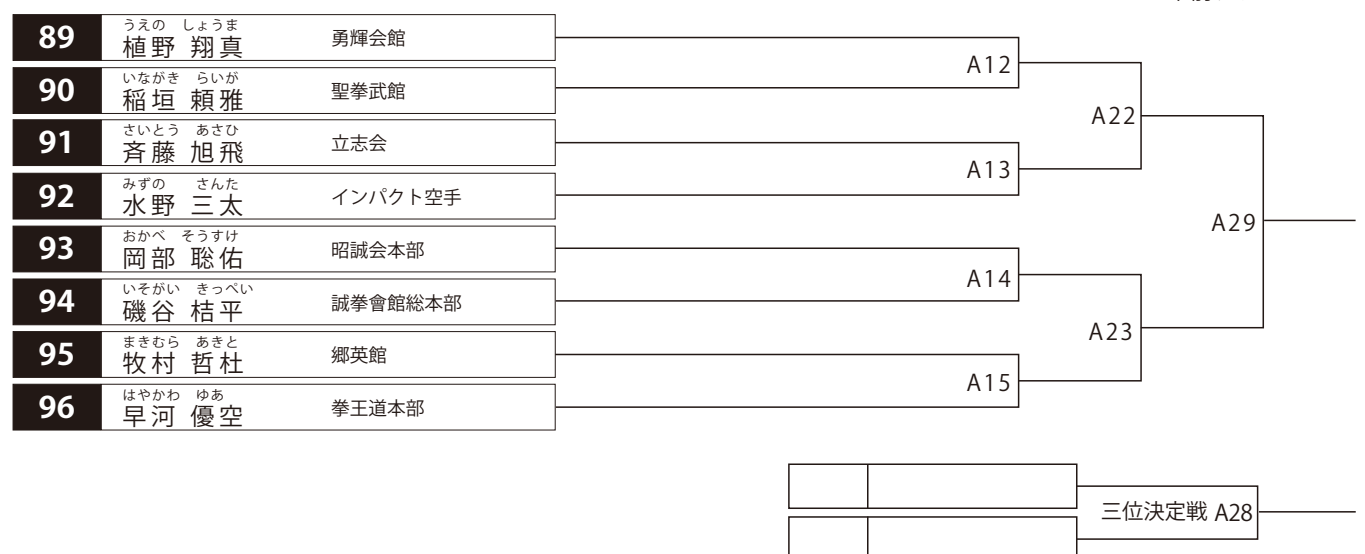 89 うえの しょうま
植野 翔真 勇輝会館
A12
90 いながき らいが
稲垣 頼雅 聖拳武館
A22
91 さいとう あさひ
斉藤 旭飛 立志会
A13
92 みずの さんた
水野 三太 インパクト空手
A29
93 おかべ そうすけ
岡部 聡佑 昭誠会本部
A14
94 いそがい きっぺい
磯谷 桔平 誠拳會館総本部
A23
95 まきむら あきと
牧村 哲杜 郷英館
A15
96 はやかわ ゆあ
早河 優空 拳王道本部
三位決定戦 A28